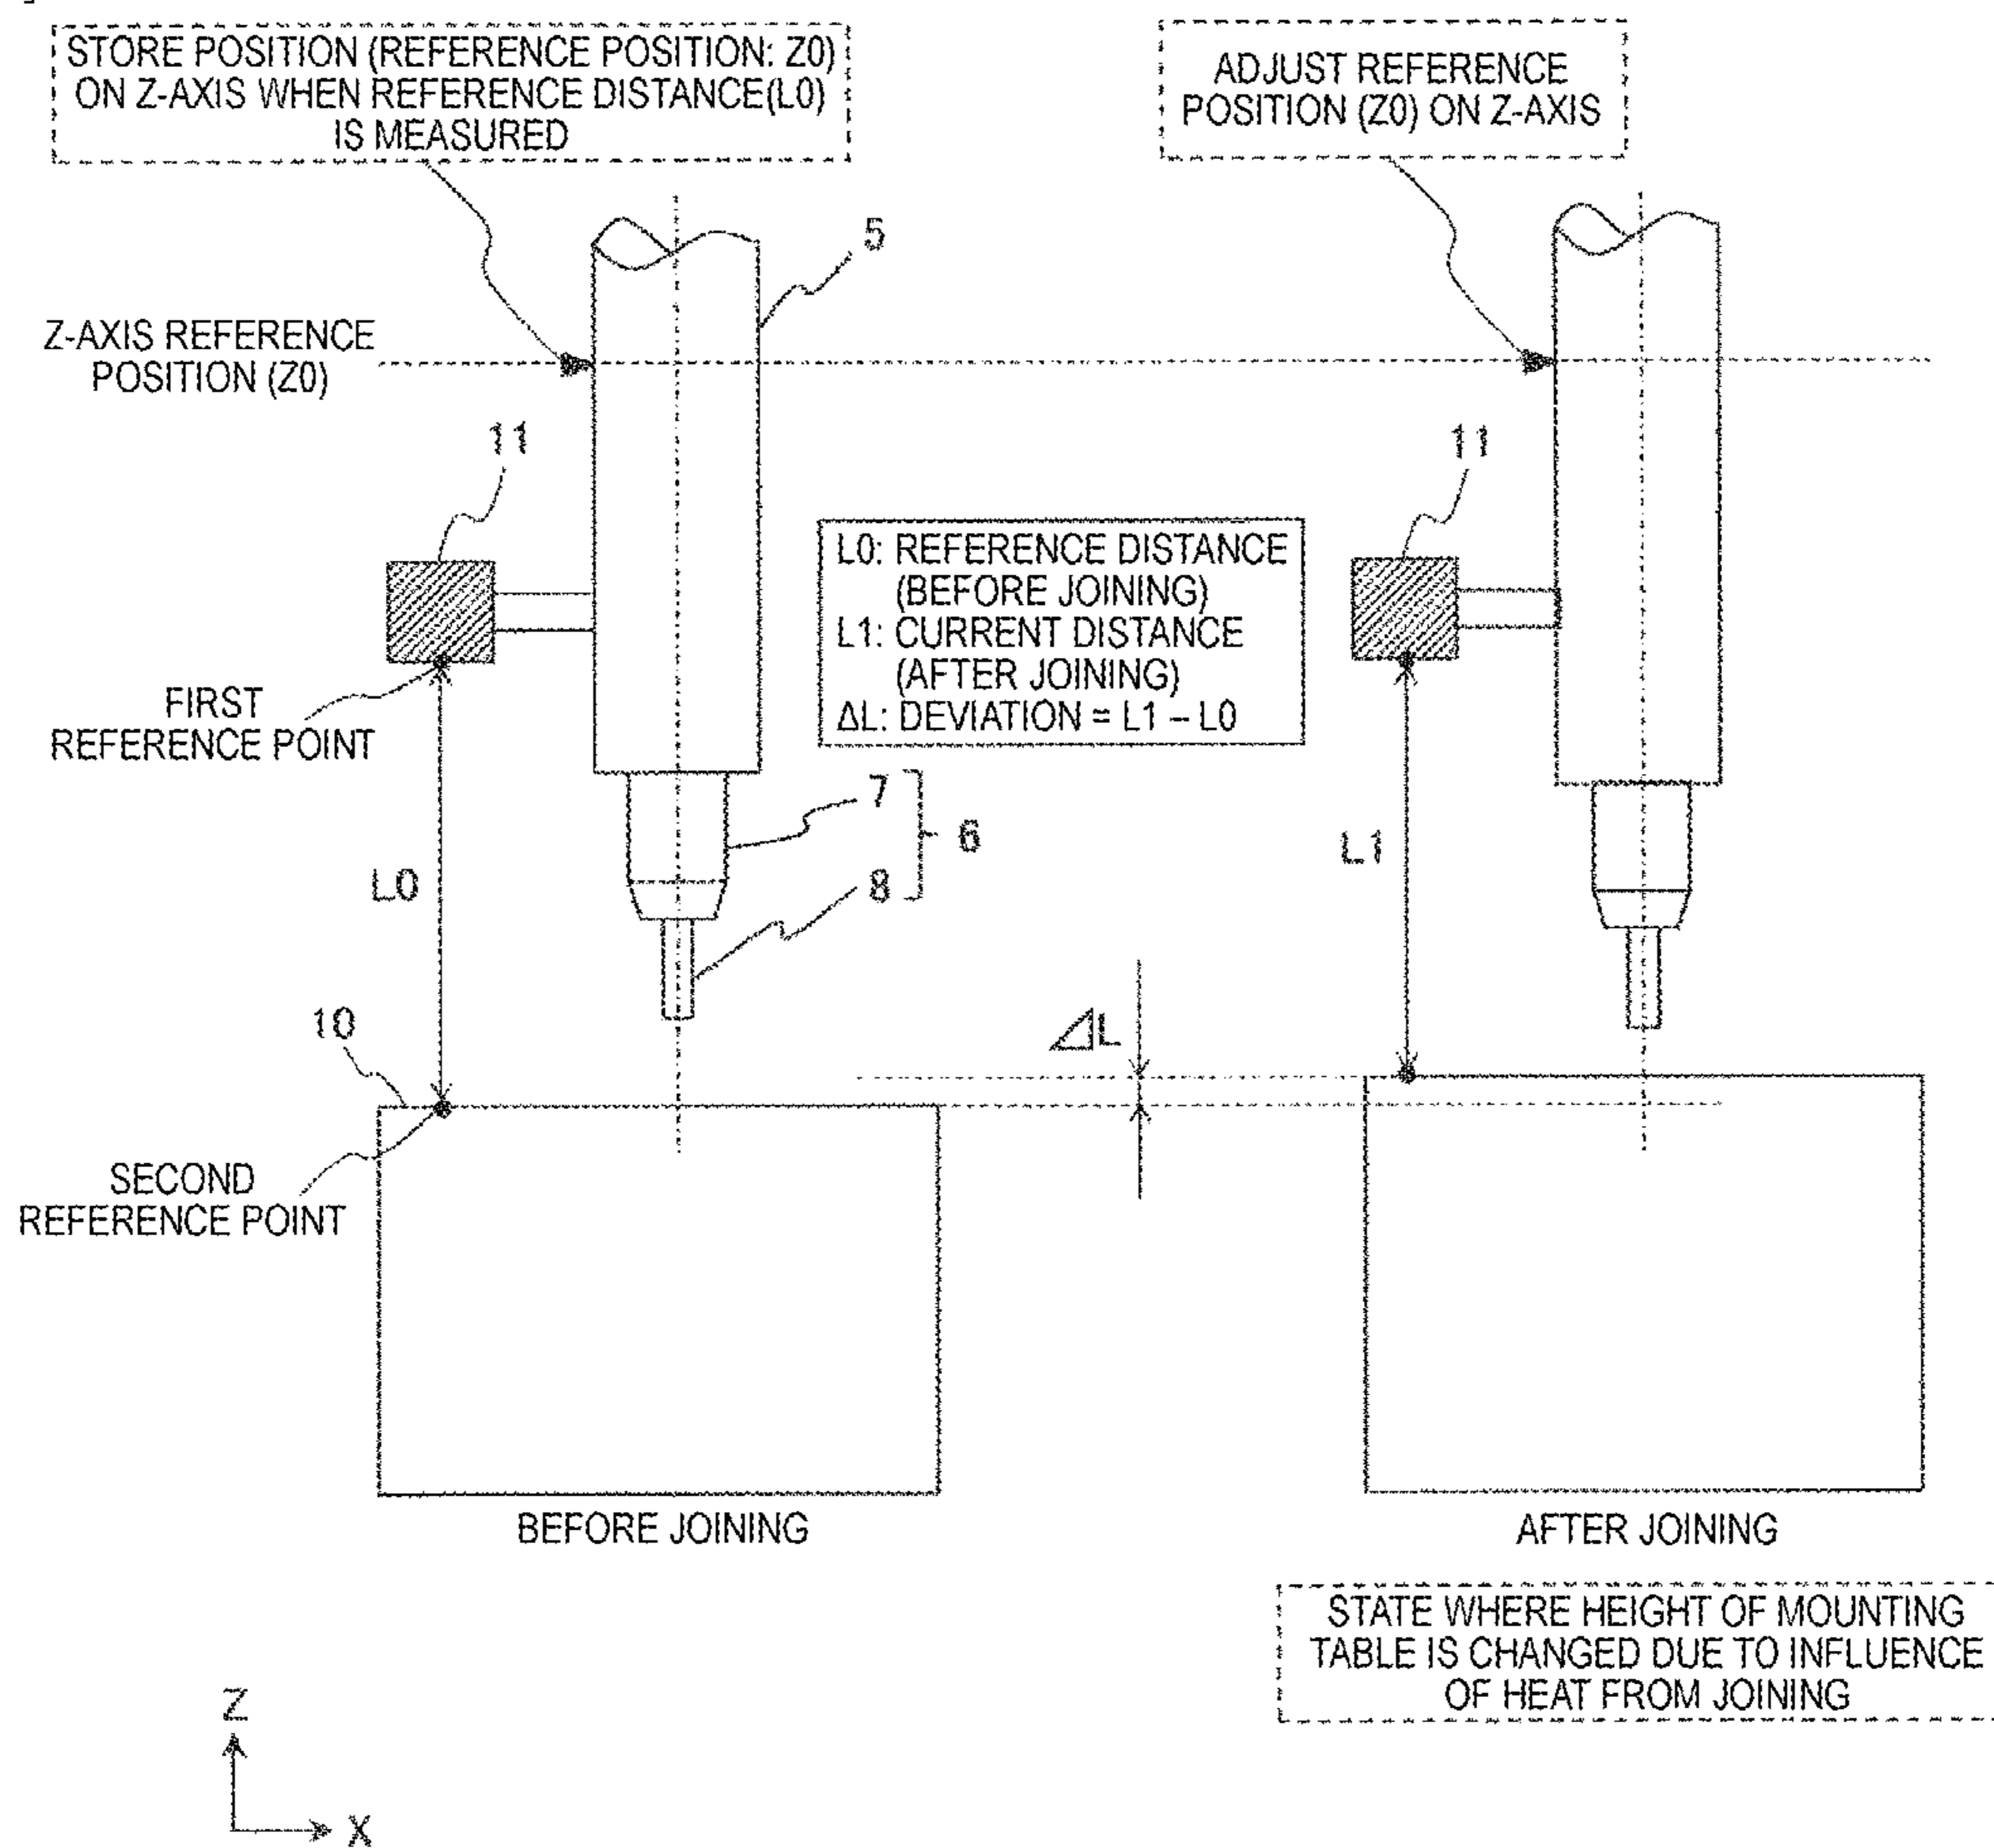 STORE POSITION (REFERENCE POSITION: Z0)
ON Z-AXIS WHEN REFERENCE DISTANCE(L0)
IS MEASURED
ADJUST REFERENCE
POSITION (Z0) ON Z-AXIS
5
Z-AXIS REFERENCE
POSITION (Z0)
11
11
L0: REFERENCE DISTANCE
(BEFORE JOINING)
L1: CURRENT DISTANCE
(AFTER JOINING)
ΔL: DEVIATION = L1 – L0
FIRST
REFERENCE POINT
7
6
8
L0
L1
10
⊿L
SECOND
REFERENCE POINT
BEFORE JOINING
AFTER JOINING
STATE WHERE HEIGHT OF MOUNTING
TABLE IS CHANGED DUE TO INFLUENCE
OF HEAT FROM JOINING
Z
X